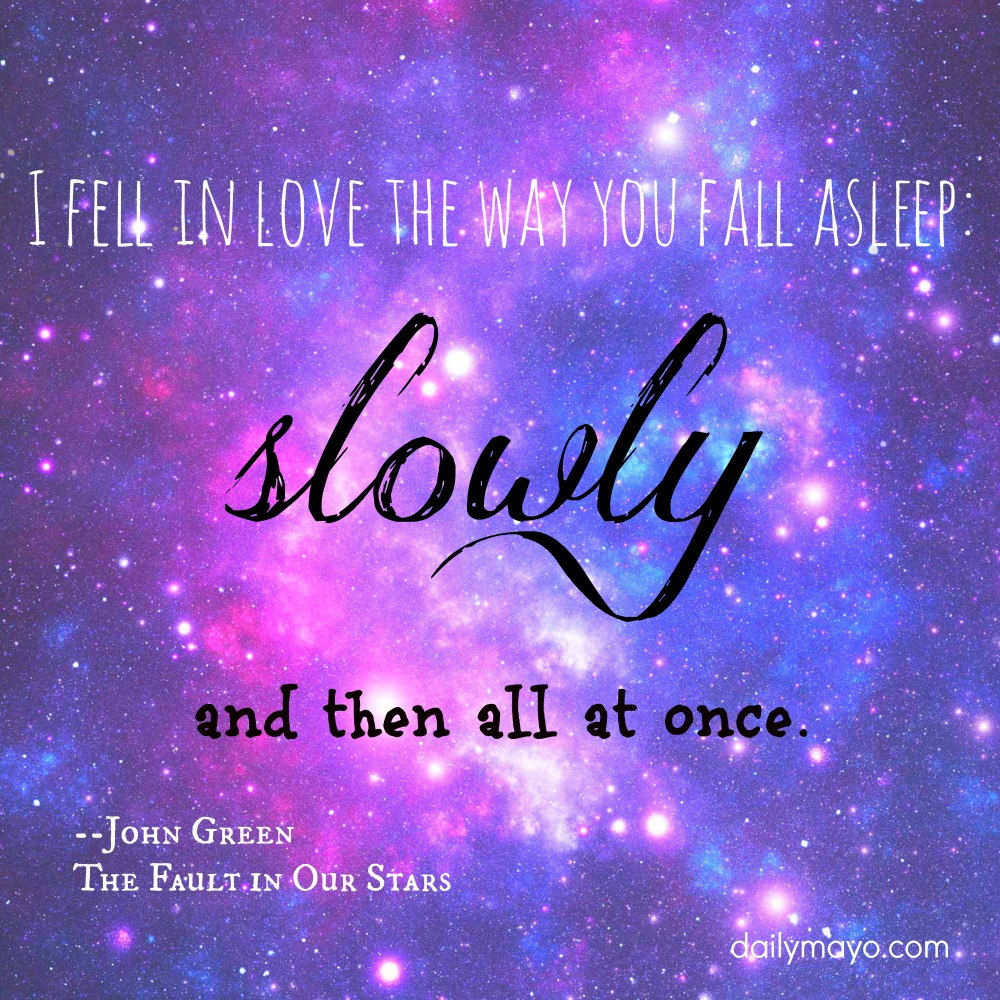 I FELL IN LOVE THE WAY YOU FALL ASLEEP:
slowly
and then all at once.
--John Green
The Fault in Our Stars
dailymayo.com